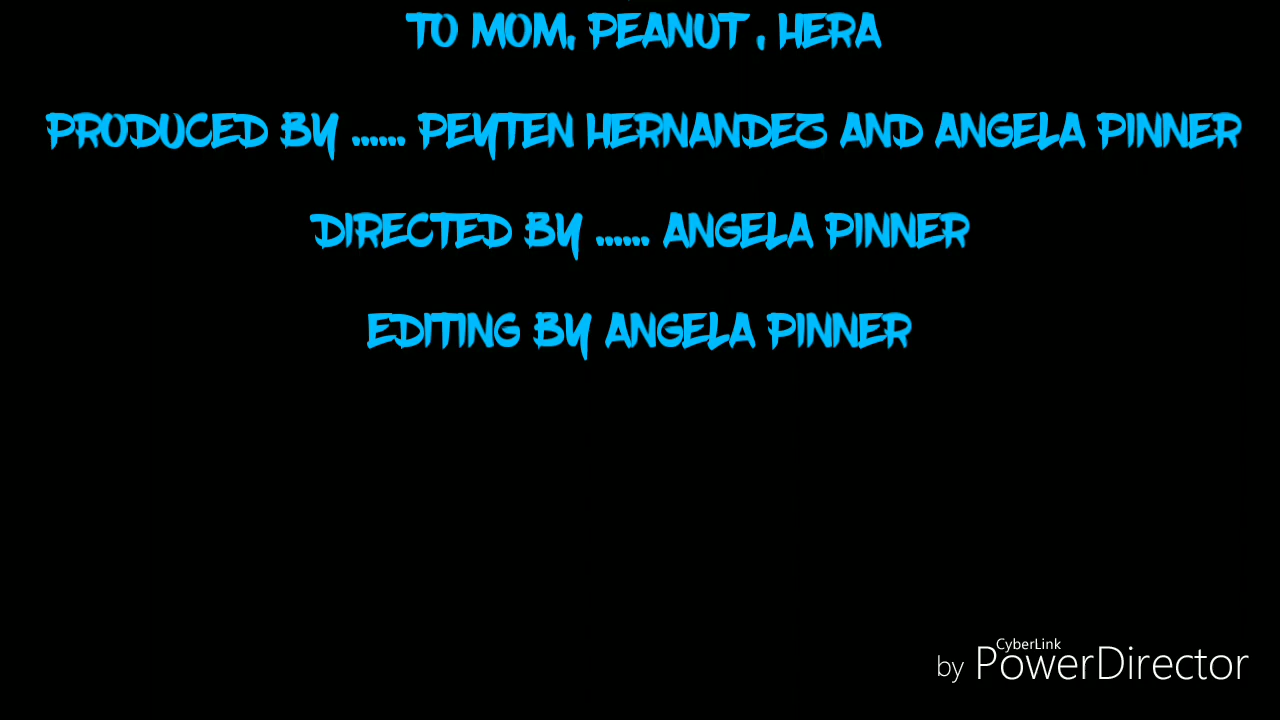 TO MOM, PEANUT , HERA
PRODUCED BY ...... PEYTEN HERNANDEZ AND ANGELA PINNER
DIRECTED BY ...... ANGELA PINNER
EDITING BY ANGELA PINNER
CyberLink
by PowerDirector